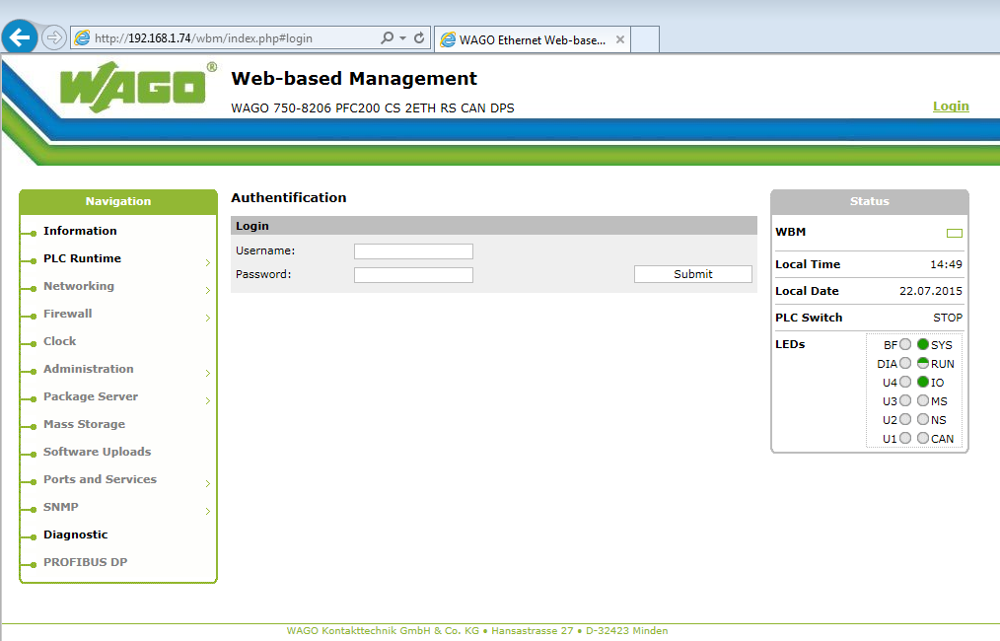 http://192.168.1.74/wbm/index.php#login
WAGO Ethernet Web-base...
WAGO®
Web-based Management
WAGO 750-8206 PFC200 CS 2ETH RS CAN DPS
Login
Navigation
Information
PLC Runtime
Networking
Firewall
Clock
Administration
Package Server
Mass Storage
Software Uploads
Ports and Services
SNMP
Diagnostic
PROFIBUS DP
Authentification
Login
Username:
Password:
Submit
Status
WBM
Local Time 14:49
Local Date 22.07.2015
PLC Switch STOP
LEDs
BF SYS
DIA RUN
U4 IO
U3 MS
U2 NS
U1 CAN
WAGO Kontakttechnik GmbH & Co. KG • Hansastrasse 27 • D-32423 Minden